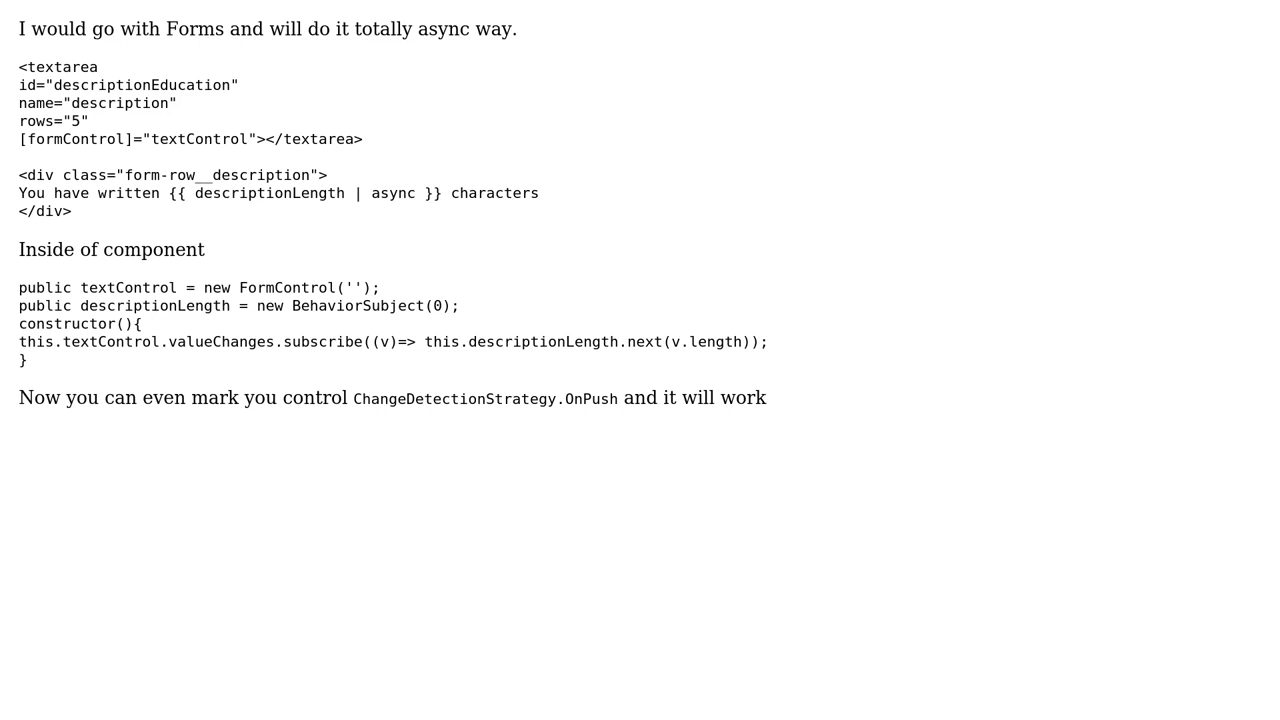 I would go with Forms and will do it totally async way.
<textarea
id="descriptionEducation"
name="description"
rows="5"
[formControl]="textControl"></textarea>
<div class="form-row__description">
You have written {{ descriptionLength | async }} characters
</div>
Inside of component
public textControl = new FormControl('');
public descriptionLength = new BehaviorSubject(0);
constructor(){
this.textControl.valueChanges.subscribe((v)=> this.descriptionLength.next(v.length));
}
Now you can even mark you control ChangeDetectionStrategy.OnPush and it will work